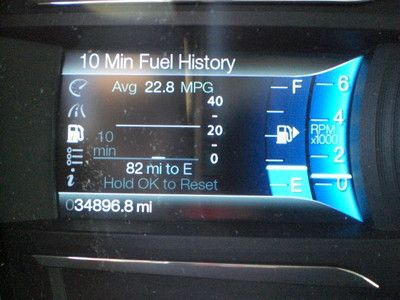 10 Min Fuel History
Avg 22.8 MPG
40
20
0
10
min
82 mi to E
Hold OK to Reset
034896.8 mi
F
E
6
4
RPM
x1000
2
0
i